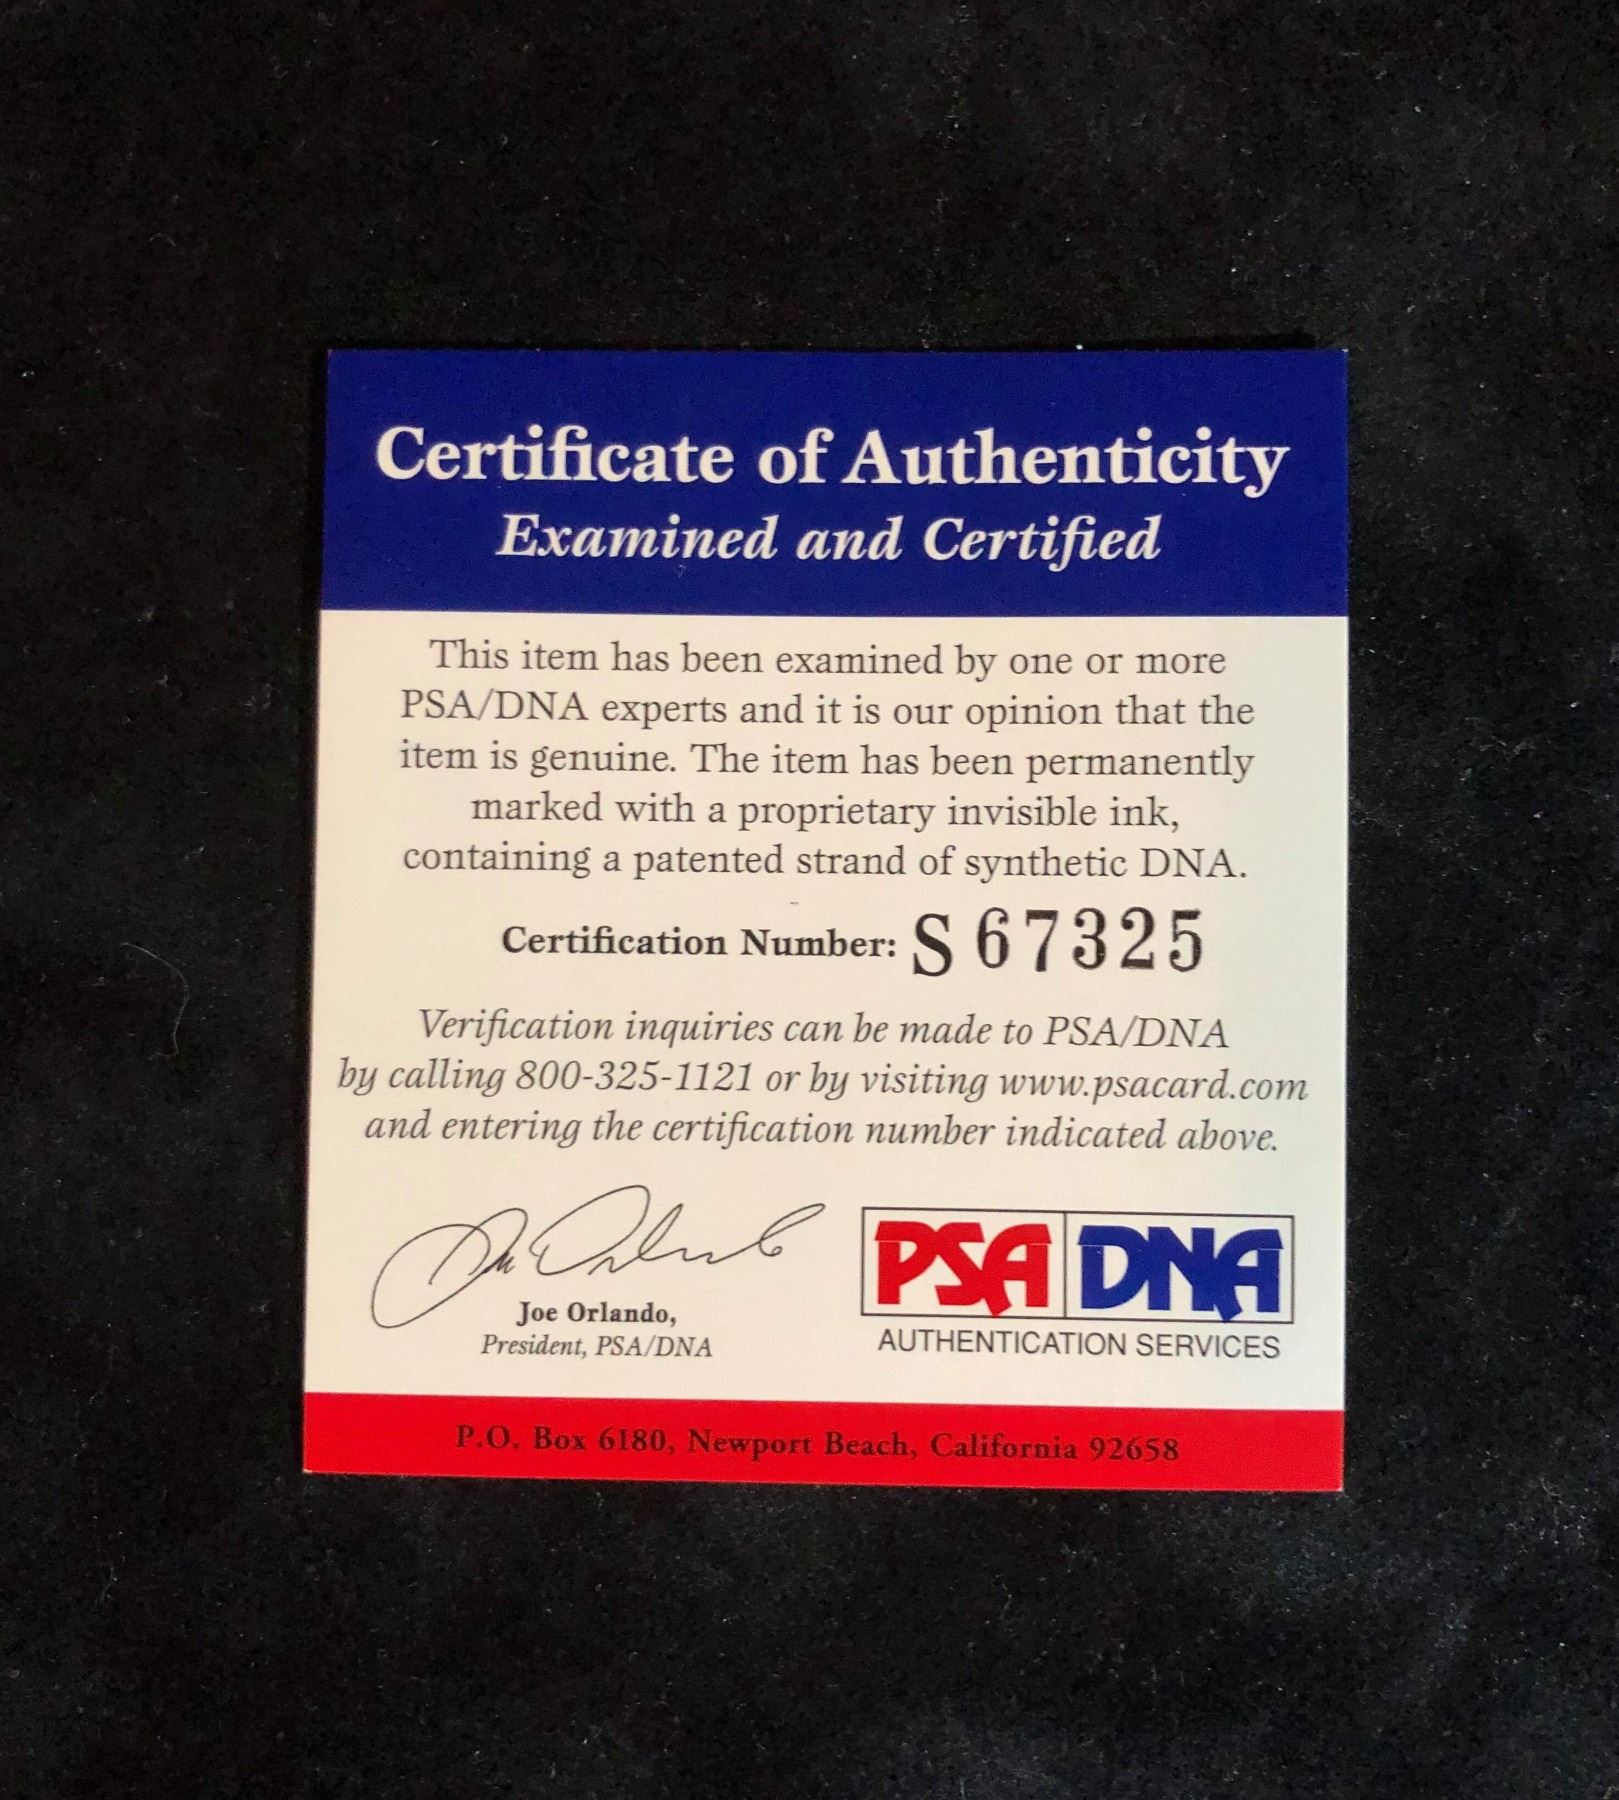 Certificate of Authenticity
Examined and Certified
This item has been examined by one or more
PSA/DNA experts and it is our opinion that the
item is genuine. The item has been permanently
marked with a proprietary invisible ink,
containing a patented strand of synthetic DNA.
Certification Number: S67325
Verification inquiries can be made to PSA/DNA
by calling 800-325-1121 or by visiting www.psacard.com
and entering the certification number indicated above.
Joe Orlando,
President, PSA/DNA
PSA DNA
AUTHENTICATION SERVICES
P.O. Box 6180, Newport Beach, California 92658